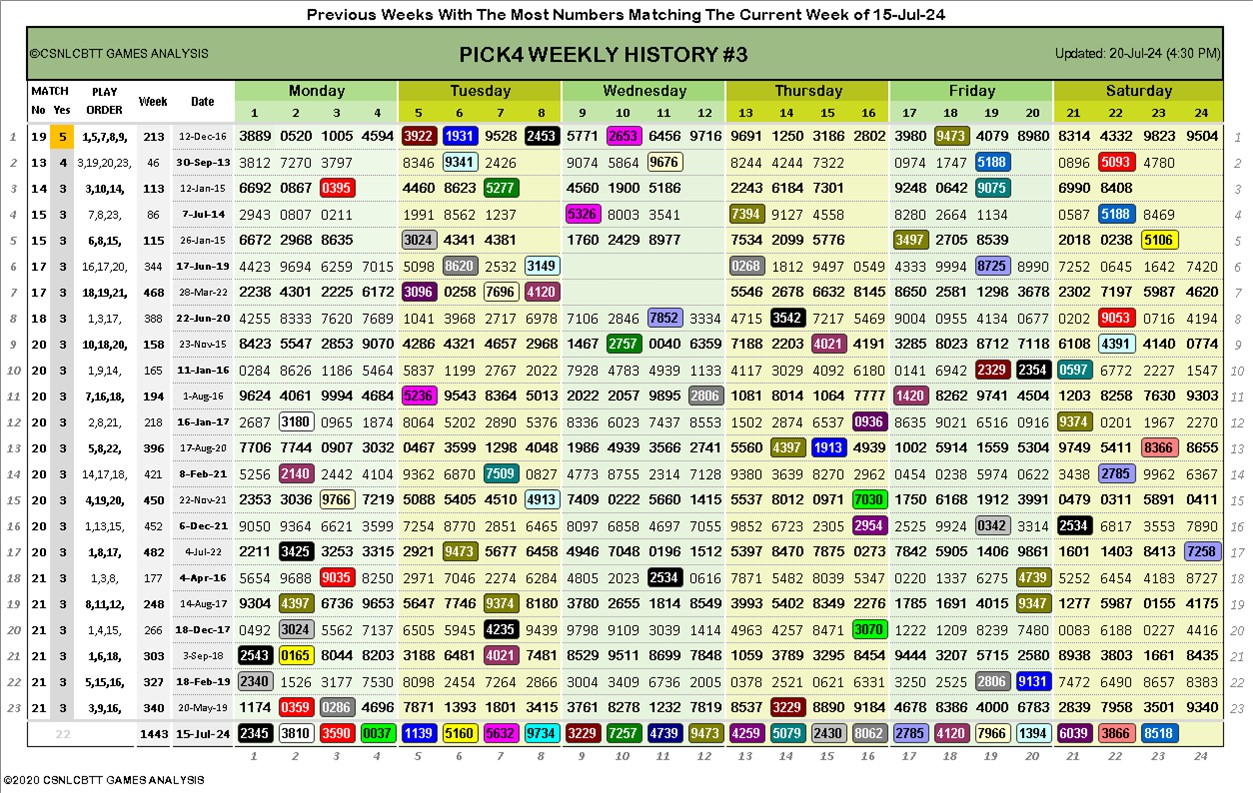 Previous Weeks With The Most Numbers Matching The Current Week of 15-Jul-24
©CSNLCBTT GAMES ANALYSIS PICK4 WEEKLY HISTORY #3 Updated: 20-Jul-24 (4:30 PM)
MATCH PLAY Week Date Monday Tuesday Wednesday Thursday Friday Saturday
No Yes ORDER 1 2 3 4 5 6 7 8 9 10 11 12 13 14 15 16 17 18 19 20 21 22 23 24
1 19 5 1,5,7,8,9, 213 12-Dec-16 3889 0520 1005 4594 3922 1931 9528 2453 5771 2653 6456 9716 9691 1250 3186 2802 3980 9473 4079 8980 8314 4332 9823 9504 1
2 13 4 3,19,20,23, 46 30-Sep-13 3812 7270 3797 8346 9341 2426 9074 5864 9676 8244 4244 7322 0974 1747 5188 0896 5093 4780 2
3 14 3 3,10,14, 113 12-Jan-15 6692 0867 0395 4460 8623 5277 4560 1900 5186 2243 6184 7301 9248 0642 9075 6990 8408 3
4 15 3 7,8,23, 86 7-Jul-14 2943 0807 0211 1991 8562 1237 5326 8003 3541 7394 9127 4558 8280 2664 1134 0587 5188 8469 4
5 15 3 6,8,15, 115 26-Jan-15 6672 2968 8635 3024 4341 4381 1760 2429 8977 7534 2099 5776 3497 2705 8539 2018 0238 5106 5
6 17 3 16,17,20, 344 17-Jun-19 4423 9694 6259 7015 5098 8620 2532 3149 0268 1812 9497 0549 4333 9994 8725 8990 7252 0645 1642 7420 6
7 17 3 18,19,21, 468 28-Mar-22 2238 4301 2225 6172 3096 0258 7696 4120 5546 2678 6632 8145 8650 2581 1298 3678 2302 7197 5987 4620 7
8 18 3 1,3,17, 388 22-Jun-20 4255 8333 7620 7689 1041 3968 2717 6978 7106 2846 7852 3334 4715 3542 7217 5469 9004 0955 4134 0677 0202 9053 0716 4194 8
9 20 3 10,18,20, 158 23-Nov-15 8423 5547 2853 9070 4286 4321 4657 2968 1467 2757 0040 6359 7188 2203 4021 4191 3285 8023 8712 7118 6108 4391 4140 0774 9
10 20 3 1,9,14, 165 11-Jan-16 0284 8626 1186 5464 5837 1199 2767 2022 7928 4783 4939 1133 4117 3029 4092 6180 0141 6942 2329 2354 0597 6772 2227 1547 10
11 20 3 7,16,18, 194 1-Aug-16 9624 4061 9994 4684 5236 9543 8364 5013 2022 2057 9895 2806 1081 8014 1064 7777 1420 8262 9741 4504 1203 8258 7630 9303 11
12 20 3 2,8,21, 218 16-Jan-17 2687 3180 0965 1874 8064 5202 2890 5376 8336 6023 7437 8553 1502 2874 6537 0936 8635 9021 6516 0916 9374 0201 1967 2270 12
13 20 3 5,8,22, 396 17-Aug-20 7706 7744 0907 3032 0467 3599 1298 4048 1986 4939 3566 2741 5560 4397 1913 4939 1002 5914 1559 5304 9749 5411 8366 8655 13
14 20 3 14,17,18, 421 8-Feb-21 5256 2140 2442 4104 9362 6870 7509 0827 4773 8755 2314 7128 9380 3639 8270 2962 0454 0238 5974 0622 3438 2785 9962 6367 14
15 20 3 4,19,20, 450 22-Nov-21 2353 3036 9766 7219 5088 5405 4510 4913 7409 0222 5660 1415 5537 8012 0971 7030 1750 6168 1912 3991 0479 0311 5891 0411 15
16 20 3 1,13,15, 452 6-Dec-21 9050 9364 6621 3599 7254 8770 2851 6465 8097 6858 4697 7055 9852 6723 2305 2954 2525 9924 0342 3314 2534 6817 3553 7890 16
17 20 3 1,8,17, 482 4-Jul-22 2211 3425 3253 3315 2921 9473 5677 6458 4946 7048 0196 1512 5397 8470 7875 0273 7842 5905 1406 9861 1601 1403 8413 7258 17
18 21 3 1,3,8, 177 4-Apr-16 5654 9688 9035 8250 2971 7046 2274 6284 4805 2023 2534 0616 7871 5482 8039 5347 0220 1337 6275 4739 5252 6454 4183 8727 18
19 21 3 8,11,12, 248 14-Aug-17 9304 4397 6736 9653 5647 7746 9374 8180 3780 2655 1814 8549 3993 5402 8349 2276 1785 1691 4015 9347 1277 5987 0155 4175 19
20 21 3 1,4,15, 266 18-Dec-17 0492 3024 5562 7137 6505 5945 4235 9439 9798 9109 3039 1414 4963 4257 8471 3070 1222 1209 8239 7480 0083 6188 0227 4416 20
21 21 3 1,6,18, 303 3-Sep-18 2543 0165 8044 8203 3188 6481 4021 7481 8529 9511 8699 7848 1059 3789 3295 8454 9444 3207 5715 2580 8938 3803 1661 8435 21
22 21 3 5,15,16, 327 18-Feb-19 2340 1526 3177 7530 8098 2454 7264 2866 3004 3409 6736 2005 0378 2521 0621 6331 3250 2525 2806 9131 7472 6490 8657 8383 22
23 21 3 3,9,16, 340 20-May-19 1174 0359 0286 4696 7871 1393 1801 3415 3761 8278 1232 7819 8537 3229 8890 9184 4678 8386 4000 6783 2839 7958 3501 9340 23
22 1443 15-Jul-24 2345 3810 3590 0037 1139 5160 5632 9734 3229 7257 4739 9473 4259 5079 2430 8062 2785 4120 7966 1394 6039 3866 8518
1 2 3 4 5 6 7 8 9 10 11 12 13 14 15 16 17 18 19 20 21 22 23 24
©2020 CSNLCBTT GAMES ANALYSIS